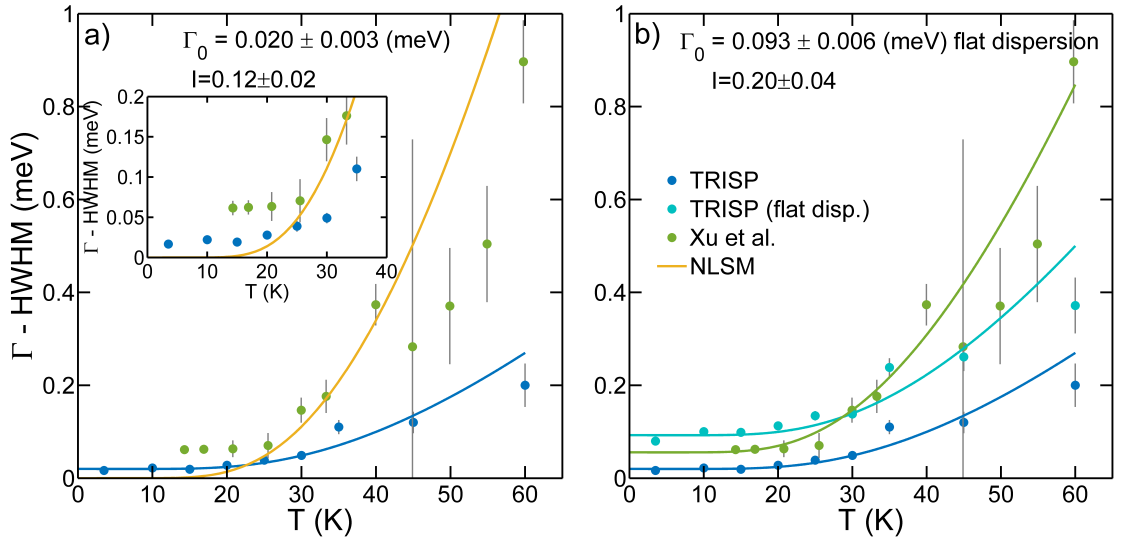 a)
Γ0 = 0.020 ± 0.003 (meV)
I=0.12±0.02
Γ - HWHM (meV)
1
0.8
0.6
0.4
0.2
0
0 10 20 30 40 50 60
T (K)
Γ - HWHM (meV)
0.2
0.15
0.1
0.05
0
0 10 20 30 40
T (K)
b)
Γ0 = 0.093 ± 0.006 (meV) flat dispersion
I=0.20±0.04
TRISP
TRISP (flat disp.)
Xu et al.
NLSM
1
0.8
0.6
0.4
0.2
0
0 10 20 30 40 50 60
T (K)